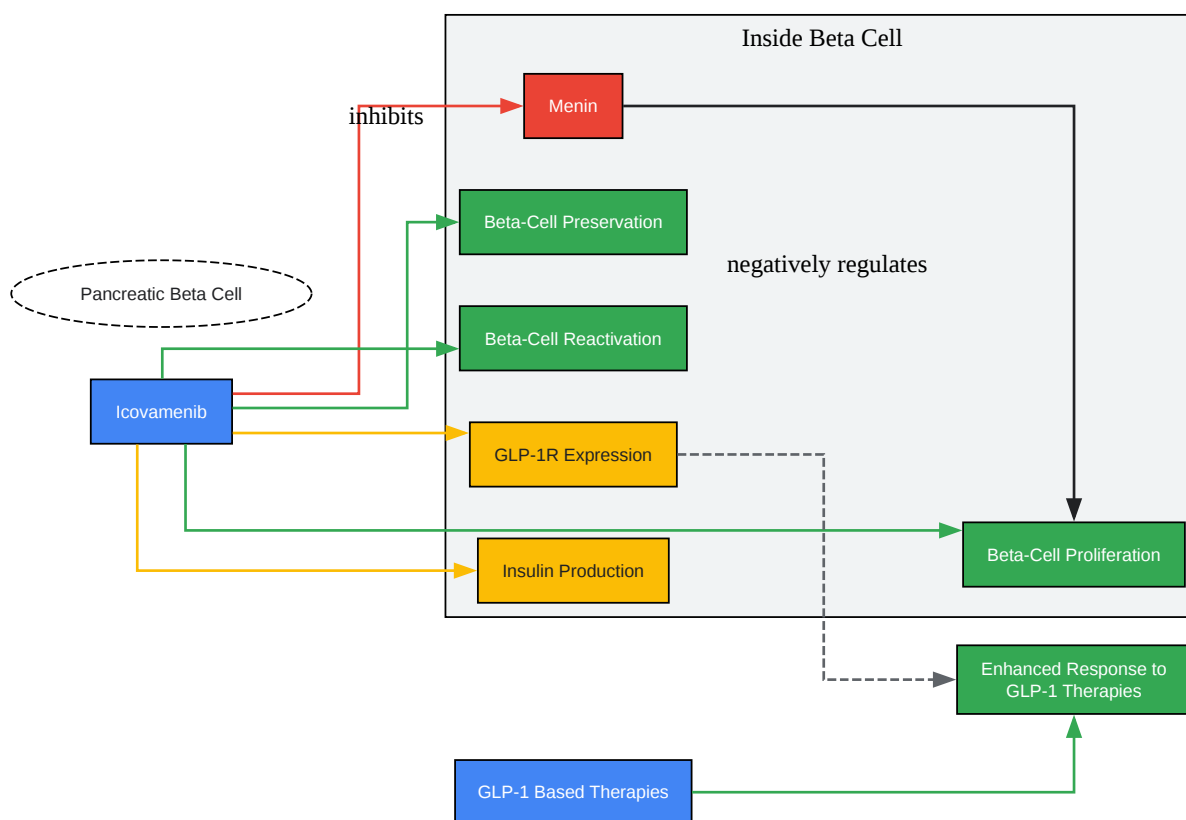 Inside Beta Cell
Menin
inhibits
Beta-Cell Preservation
negatively regulates
Pancreatic Beta Cell
Beta-Cell Reactivation
Icovamenib
GLP-1R Expression
Beta-Cell Proliferation
Insulin Production
Enhanced Response to
GLP-1 Therapies
GLP-1 Based Therapies